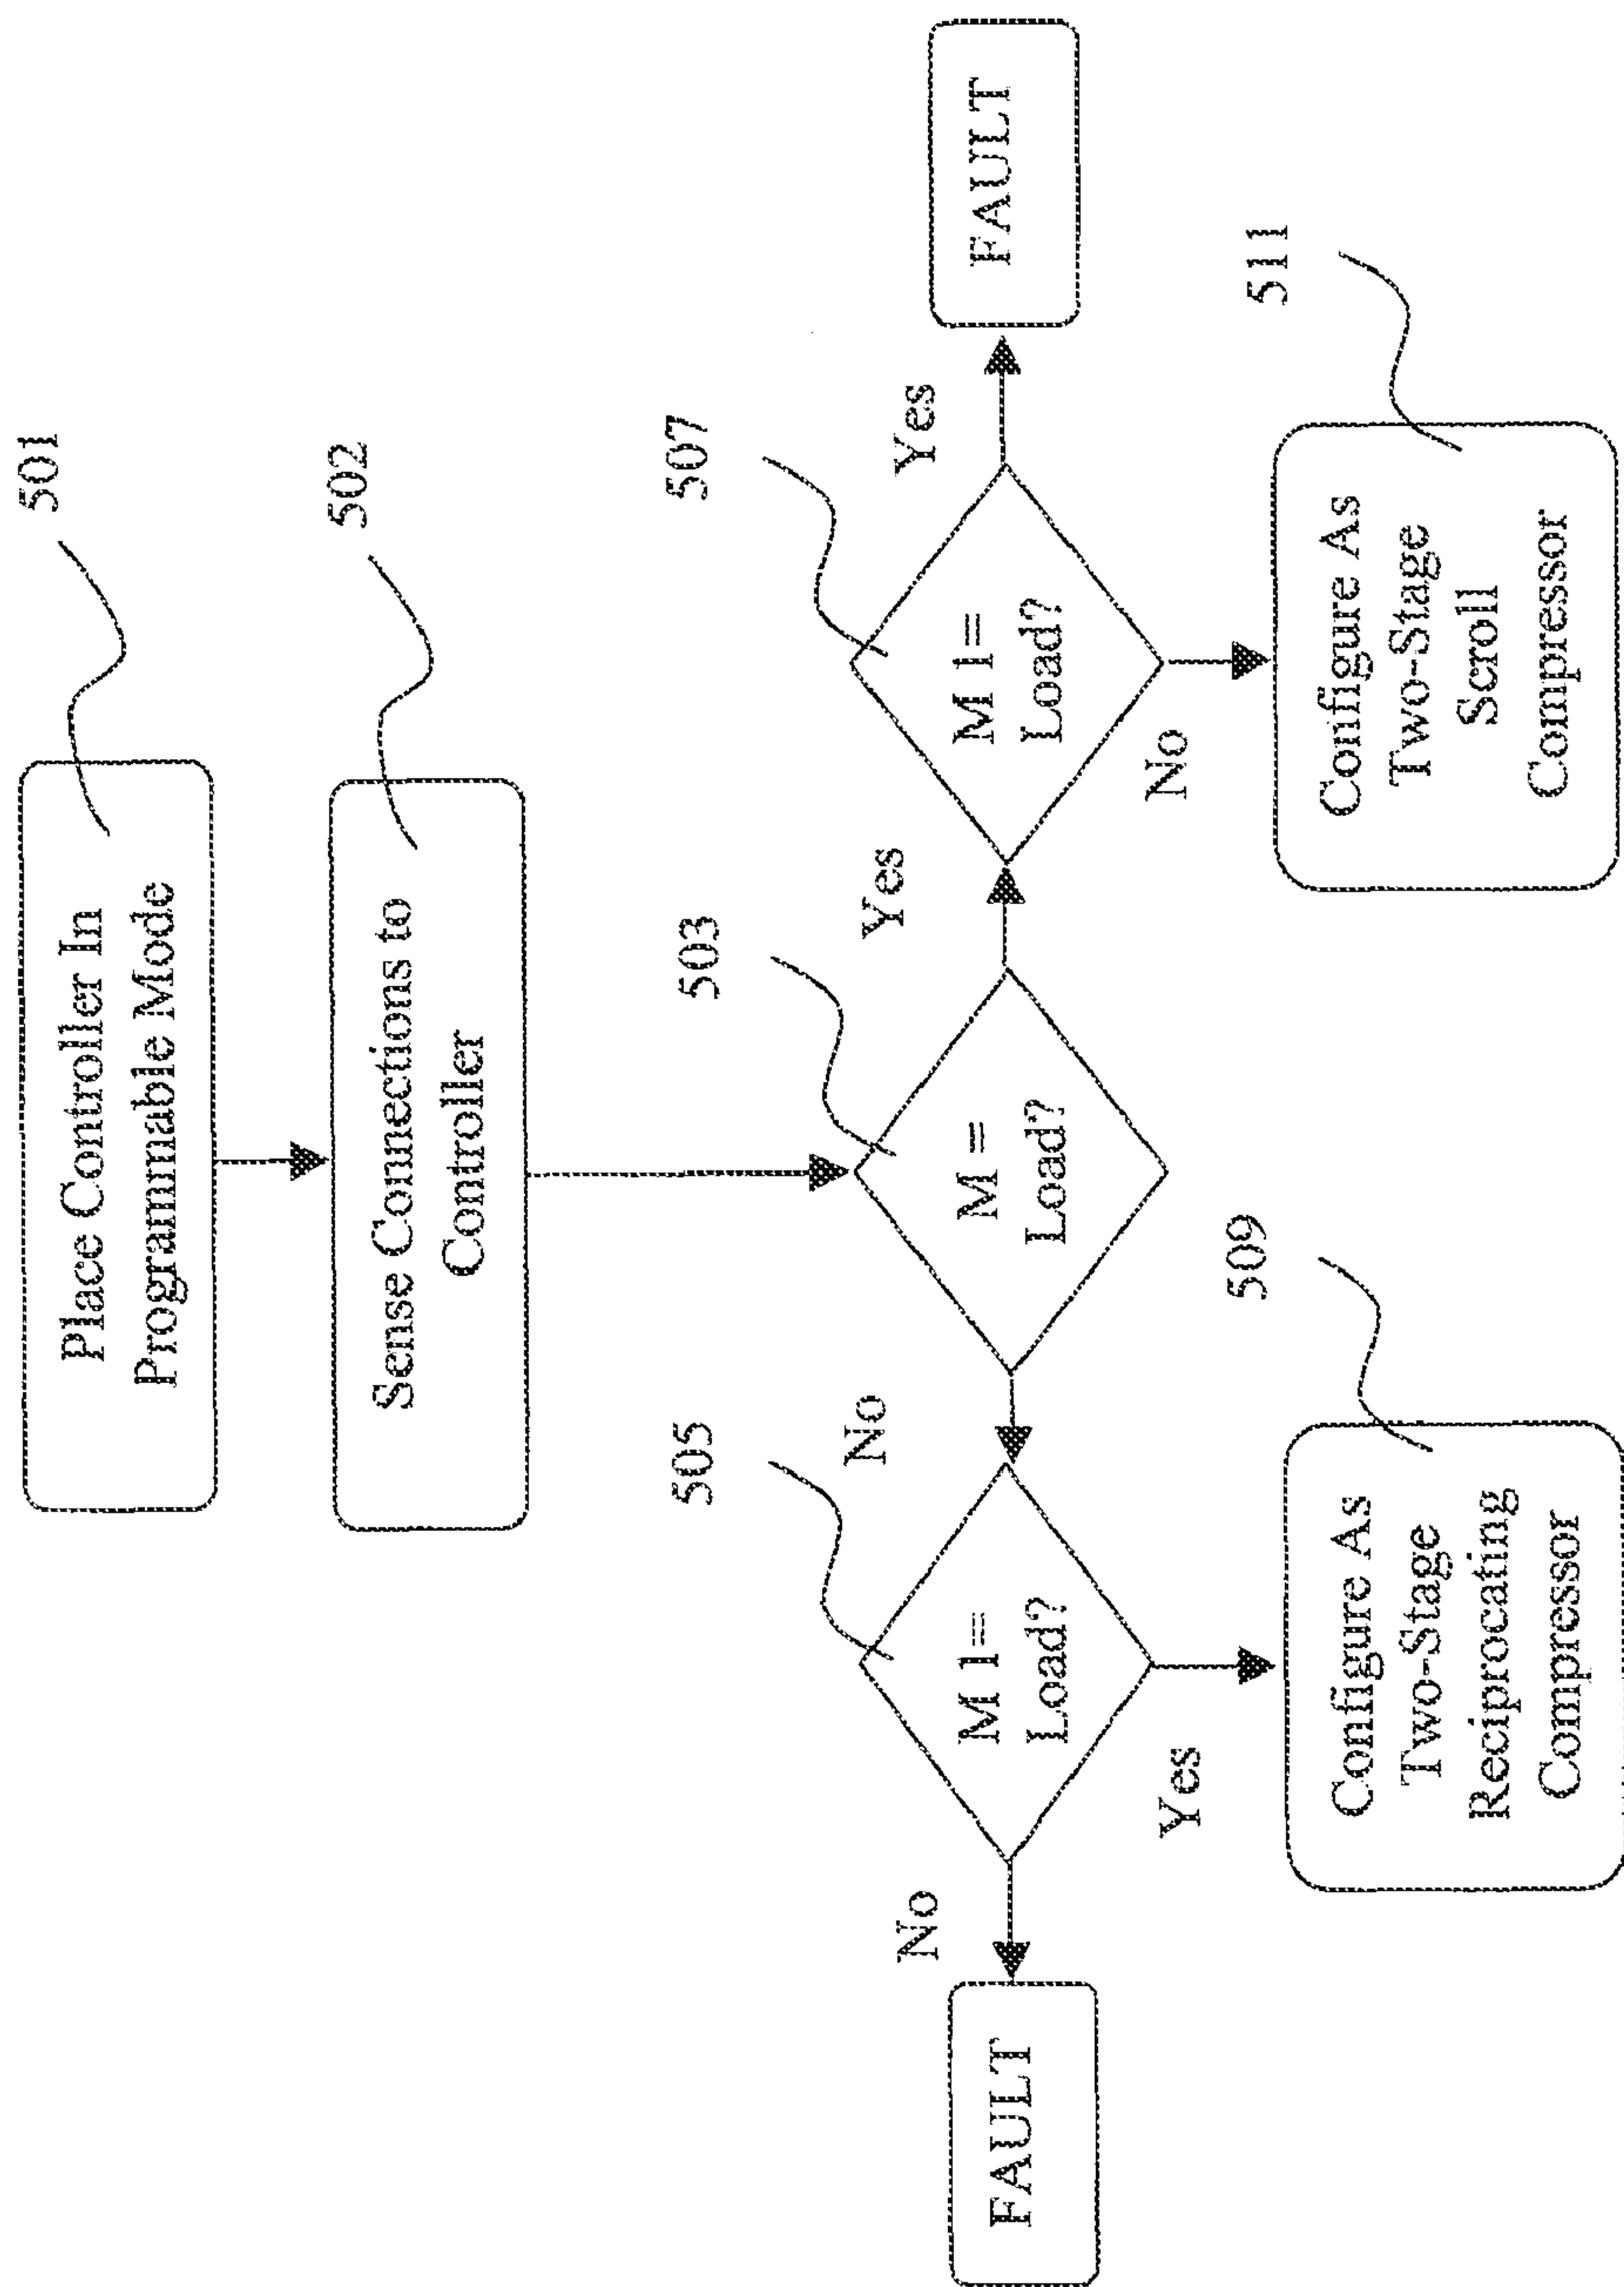 501
Place Controller In
Programmable Mode
502
Sense Connections to
Controller
505
503
507
No
No
Yes
Yes
FAULT
M 1=
Load?
M =
Load?
M 1=
Load?
FAULT
Yes
No
509
511
Configure As
Two-Stage
Reciprocating
Compressor
Configure As
Two-Stage
Scroll
Compressor